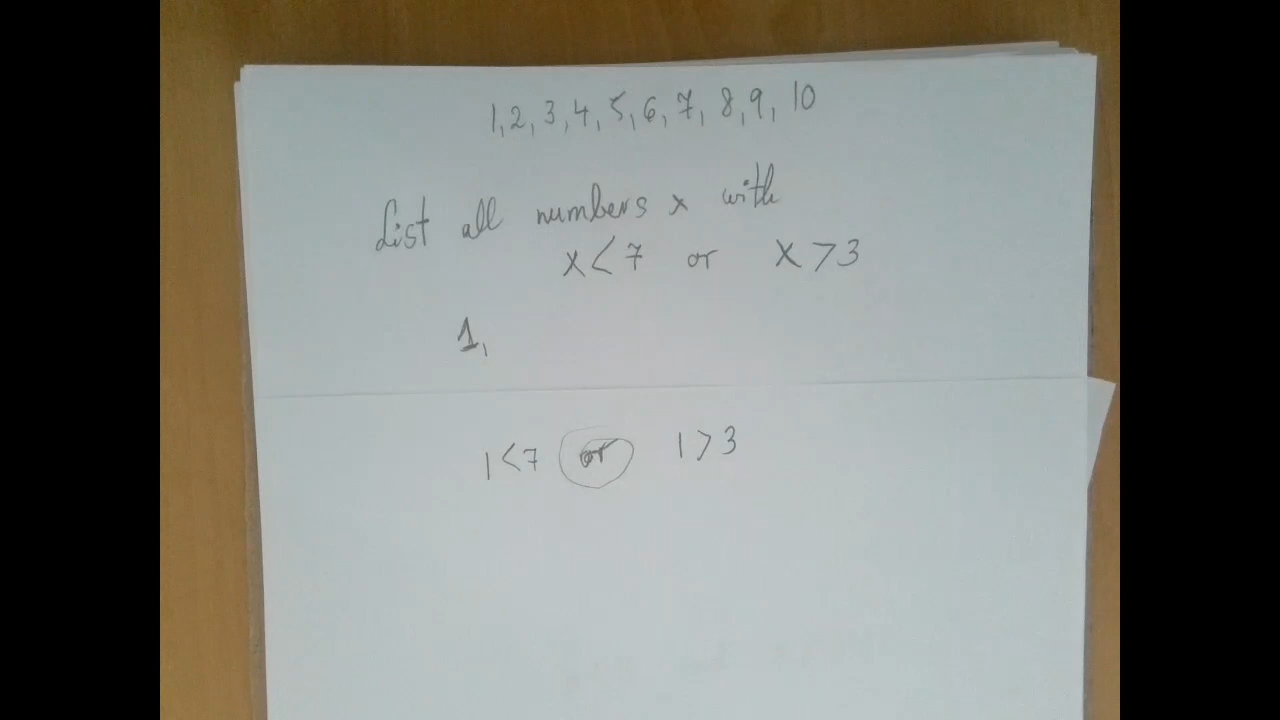 1, 2, 3, 4, 5, 6, 7, 8, 9, 10
List all numbers x with
x < 7 or x > 3
1,
1 < 7 or 1 > 3